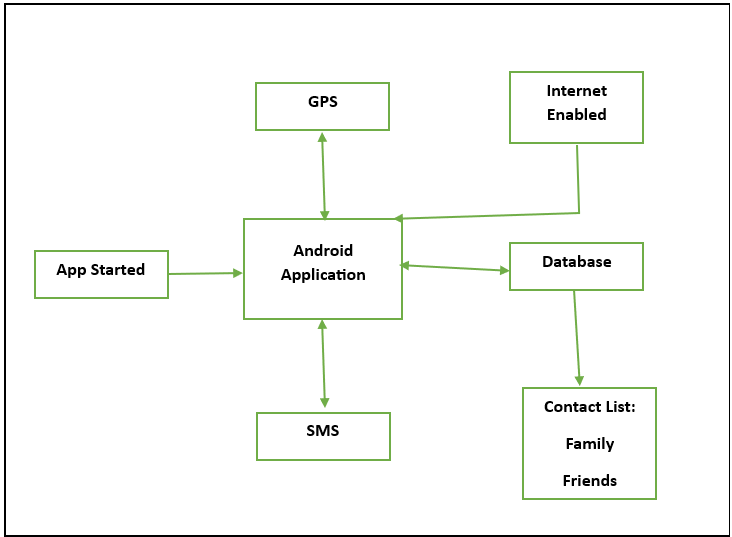 GPS
Internet
Enabled
Android
Application
App Started
Database
SMS
Contact List:
Family
Friends